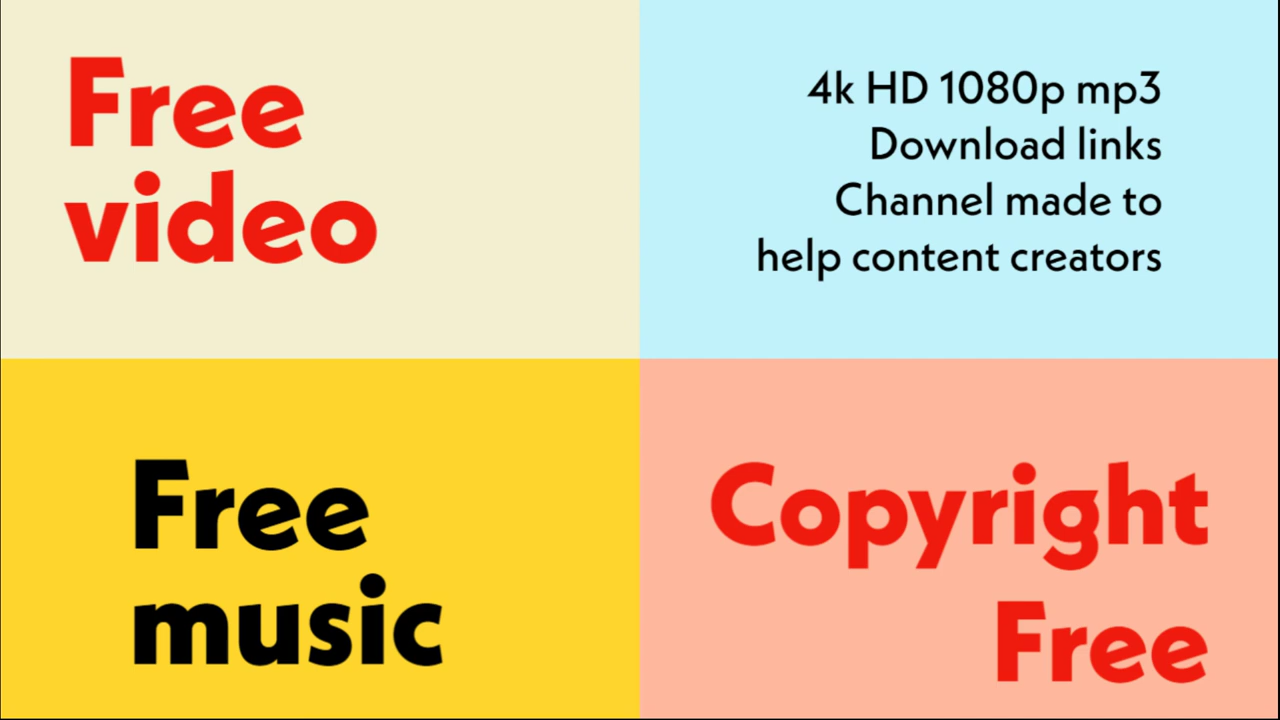 Free
video
4k HD 1080p mp3
Download links
Channel made to
help content creators
Free
music
Copyright
Free